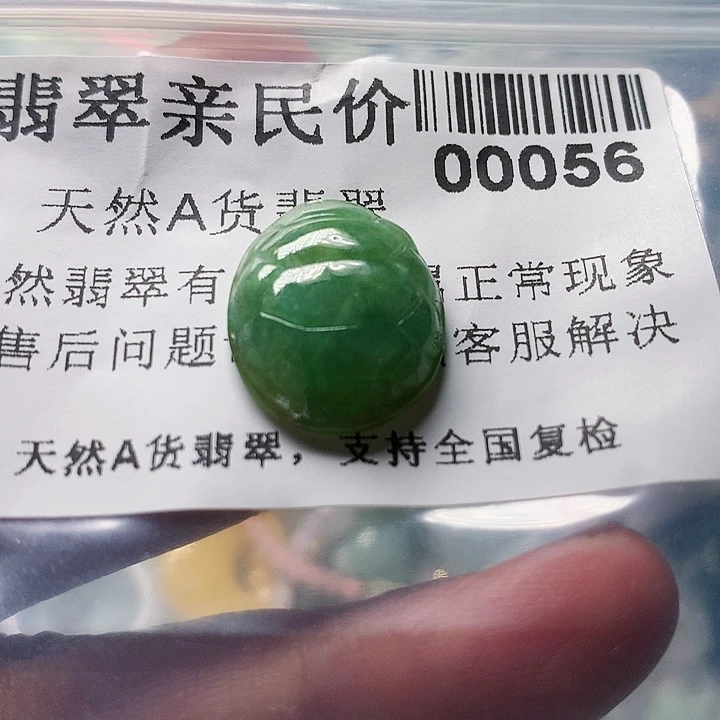 翡翠亲民价
00056
天然A货翡翠
然翡翠有 正常现象
售后问题 客服解决
天然A货翡翠，支持全国复检